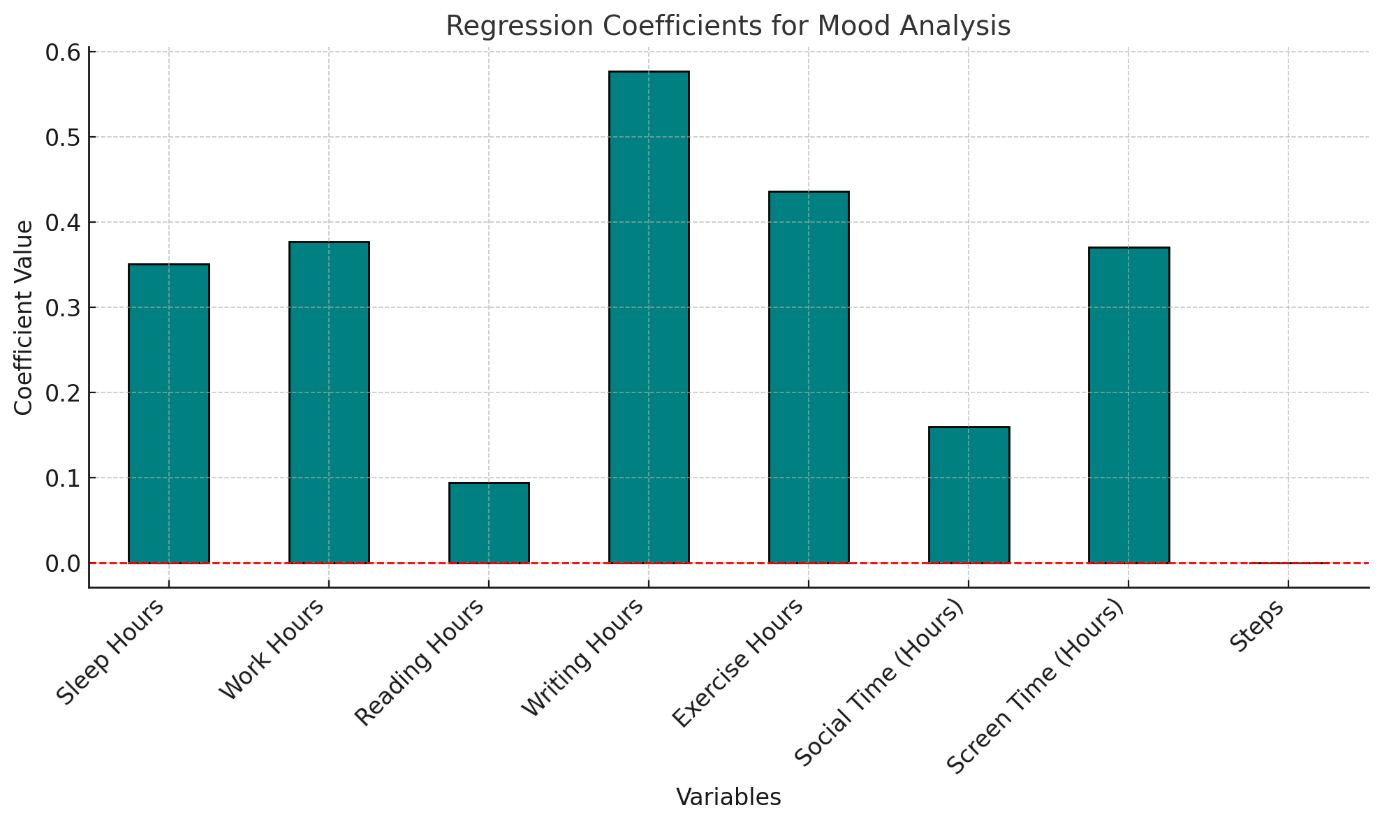 Regression Coefficients for Mood Analysis
Coefficient Value
0.6
0.5
0.4
0.3
0.2
0.1
0.0
Sleep Hours
Work Hours
Reading Hours
Writing Hours
Exercise Hours
Social Time (Hours)
Screen Time (Hours)
Steps
Variables